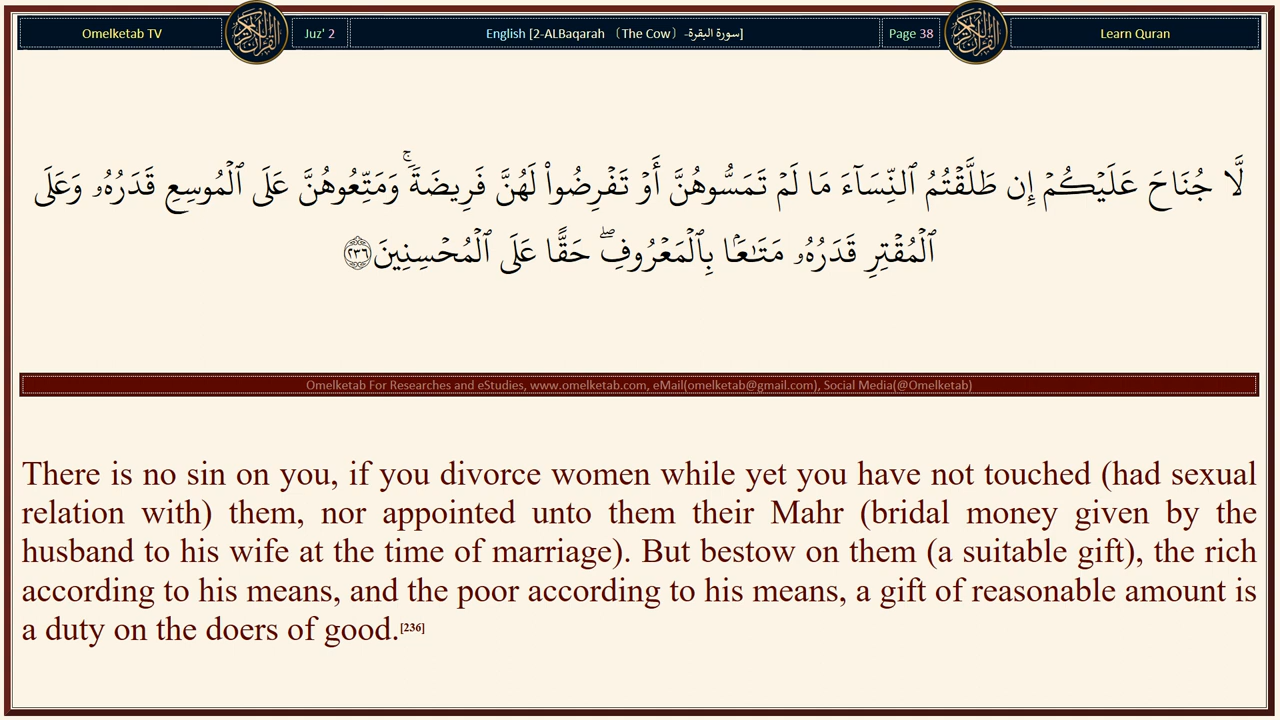 Omelketab TV
Juz' 2
English [2-ALBaqarah (The Cow) -سورة البقرة]
Page 38
Learn Quran
لَّا جُنَاحَ عَلَيۡكُمۡ إِن طَلَّقۡتُمُ ٱلنِّسَآءَ مَا لَمۡ تَمَسُّوهُنَّ أَوۡ تَفۡرِضُواْ لَهُنَّ فَرِيضَةٗۚ وَمَتِّعُوهُنَّ عَلَى ٱلۡمُوسِعِ قَدَرُهُۥ وَعَلَى
ٱلۡمُقۡتِرِ قَدَرُهُۥ مَتَٰعَۢا بِٱلۡمَعۡرُوفِۖ حَقًّا عَلَى ٱلۡمُحۡسِنِينَ ٢٣٦
Omelketab For Researches and eStudies, www.omelketab.com, eMail(omelketab@gmail.com), Social Media(@Omelketab)
There is no sin on you, if you divorce women while yet you have not touched (had sexual
relation with) them, nor appointed unto them their Mahr (bridal money given by the
husband to his wife at the time of marriage). But bestow on them (a suitable gift), the rich
according to his means, and the poor according to his means, a gift of reasonable amount is
a duty on the doers of good.[236]